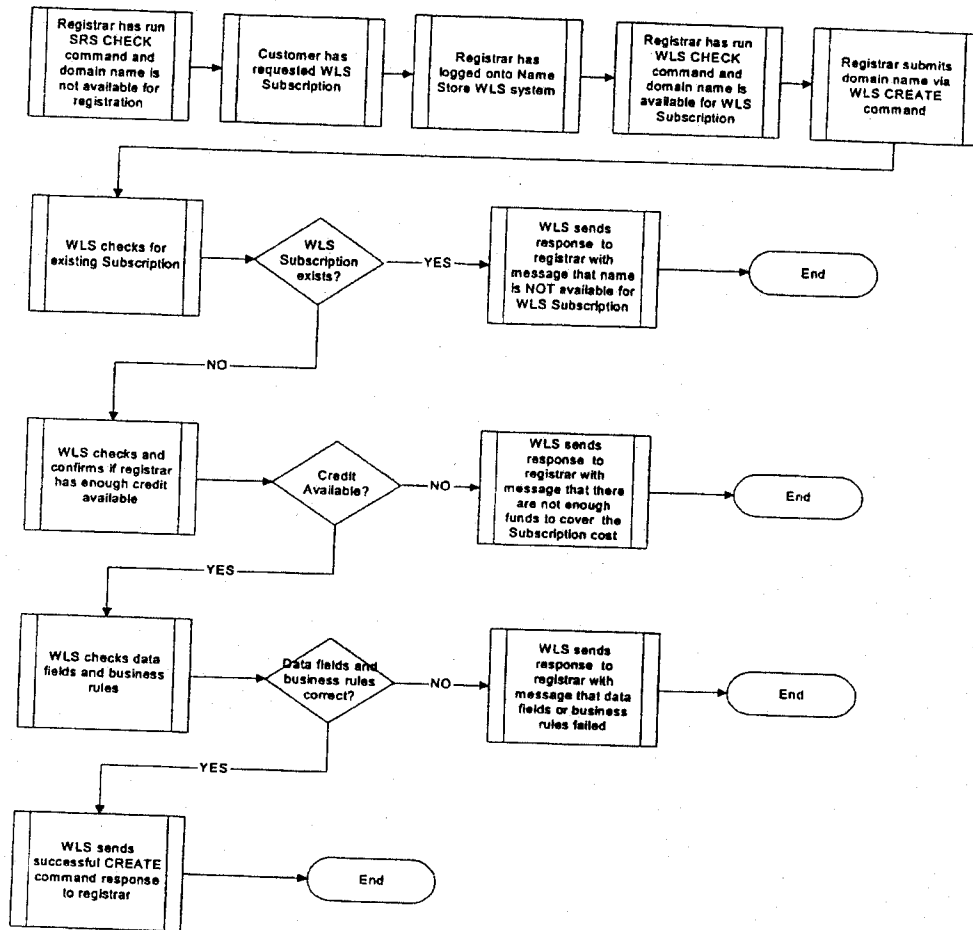 Registrar has run
SRS CHECK
command and
domain name is
not available for
registration
Customer has
requested WLS
Subscription
Registrar has
logged onto Name
Store WLS system
Registrar has run
WLS CHECK
command and
domain name is
available for WLS
Subscription
Registrar submits
domain name via
WLS CREATE
command
WLS checks for
existing Subscription
WLS
Subscription
exists?
YES
WLS sends
response to
registrar with
message that name
is NOT available for
WLS Subscription
End
NO
WLS checks and
confirms if registrar
has enough credit
available
Credit
Available?
NO
WLS sends
response to
registrar with
message that there
are not enough
funds to cover the
Subscription cost
End
YES
WLS checks data
fields and business
rules
Data fields and
business rules
correct?
NO
WLS sends
response to
registrar with
message that data
fields or business
rules failed
End
YES
WLS sends
successful CREATE
command response
to registrar
End